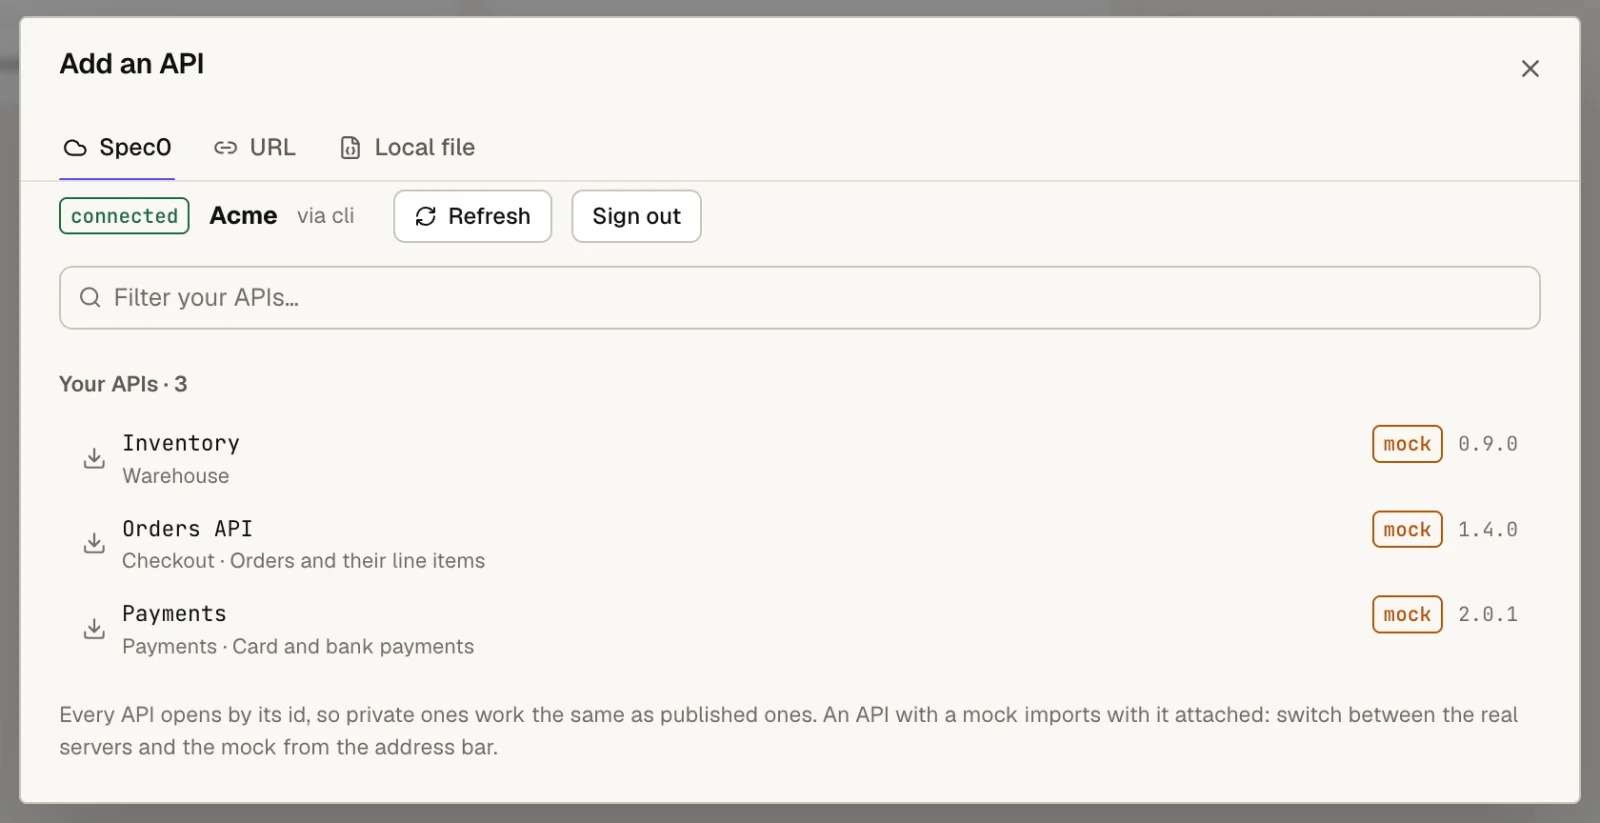 Add an API
Spec0
URL
Local file
connected
Acme
via cli
Refresh
Sign out
Filter your APIs...
Your APIs · 3
Inventory
mock
0.9.0
Warehouse
Orders API
mock
1.4.0
Checkout · Orders and their line items
Payments
mock
2.0.1
Payments · Card and bank payments
Every API opens by its id, so private ones work the same as published ones. An API with a mock imports with it attached: switch between the real
servers and the mock from the address bar.